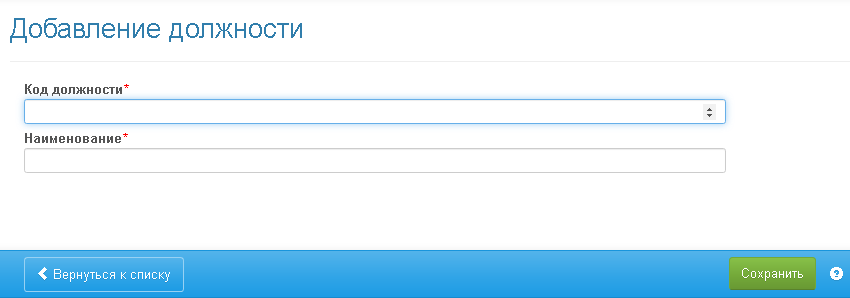 Добавление должности
Код должности*
Наименование*
Вернуться к списку
Сохранить
?